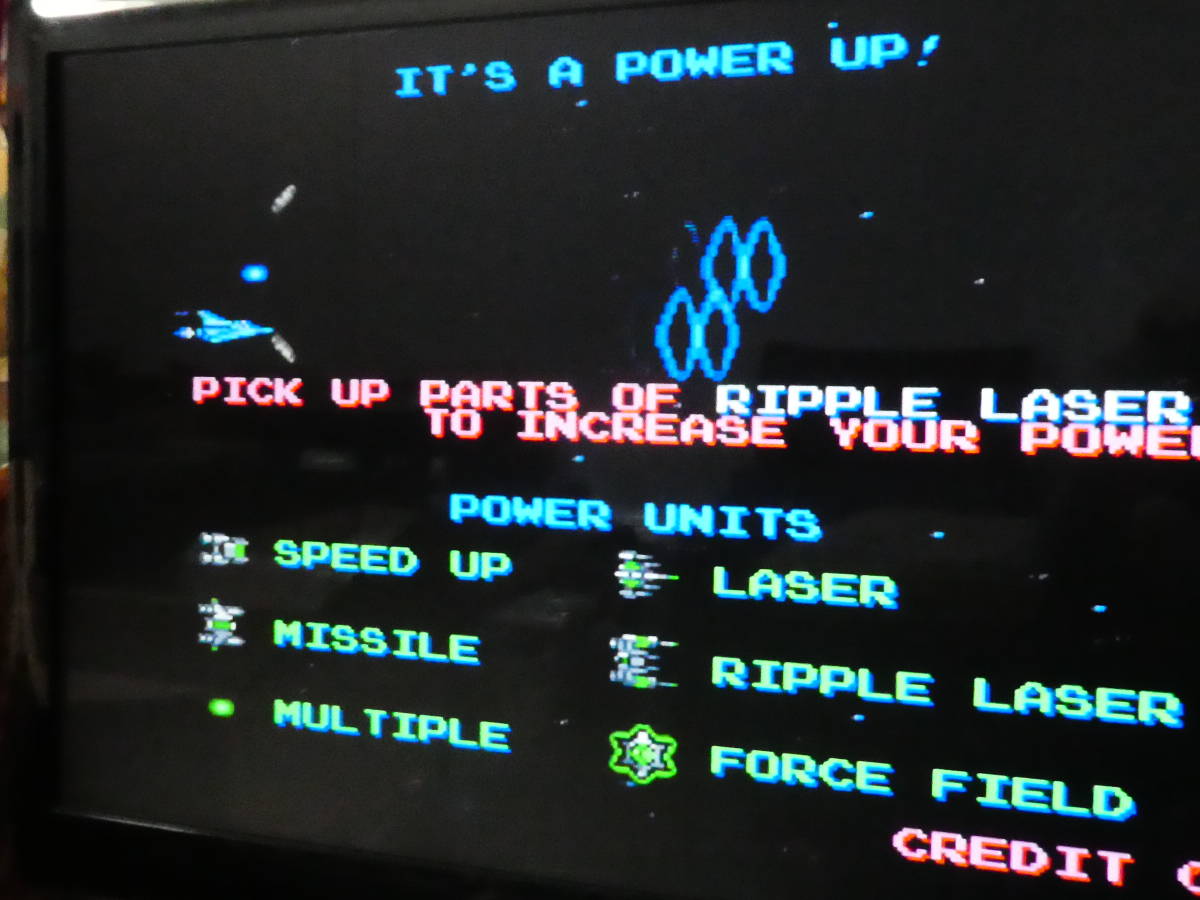 IT'S A POWER UP!
PICK UP PARTS OF RIPPLE LASER
TO INCREASE YOUR
POWER UNITS
SPEED UP
LASER
MISSILE
RIPPLE LASER
MULTIPLE
FORCE FIELD
CREDIT